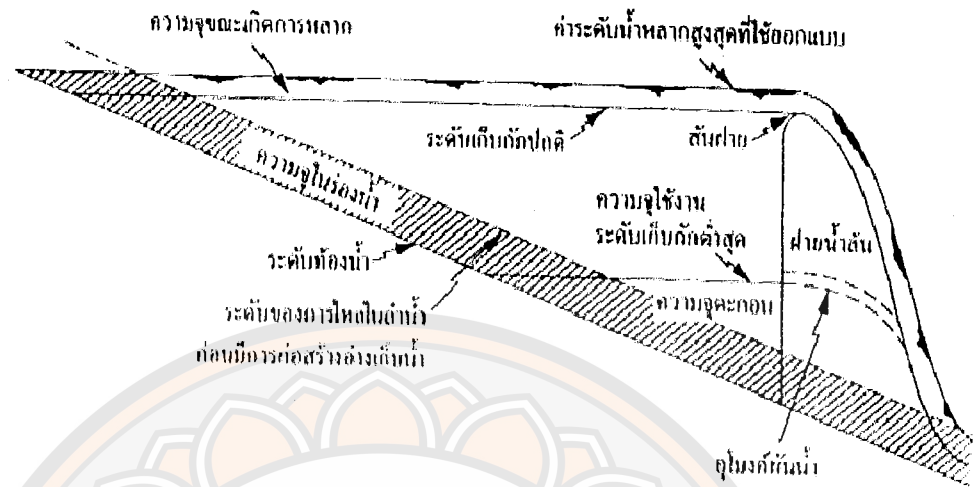 ความจุขณะเกิดการหลาก
ค่าระดับน้ำหลากสูงสุดที่ใช้ออกแบบ
ระดับเก็บกักปกติ
สันฝาย
ความจุในร่องน้ำ
ความจุใช้งาน
ระดับเก็บกักต่ำสุด
ฝายน้ำล้น
ระดับท้องน้ำ
ความจุตะกอน
ระดับของการไหลในลำน้ำ
ก่อนมีการก่อสร้างอ่างเก็บน้ำ
อุโมงค์ผันน้ำ